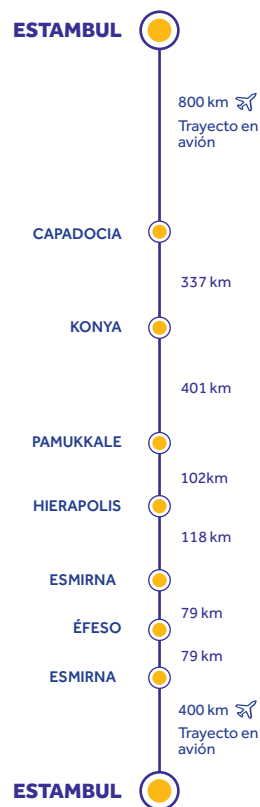 ESTAMBUL
800 km
Trayecto en
avión
CAPADOCIA
337 km
KONYA
401 km
PAMUKKALE
102km
HIERAPOLIS
118 km
ESMIRNA
79 km
ÉFESO
79 km
ESMIRNA
400 km
Trayecto en
avión
ESTAMBUL